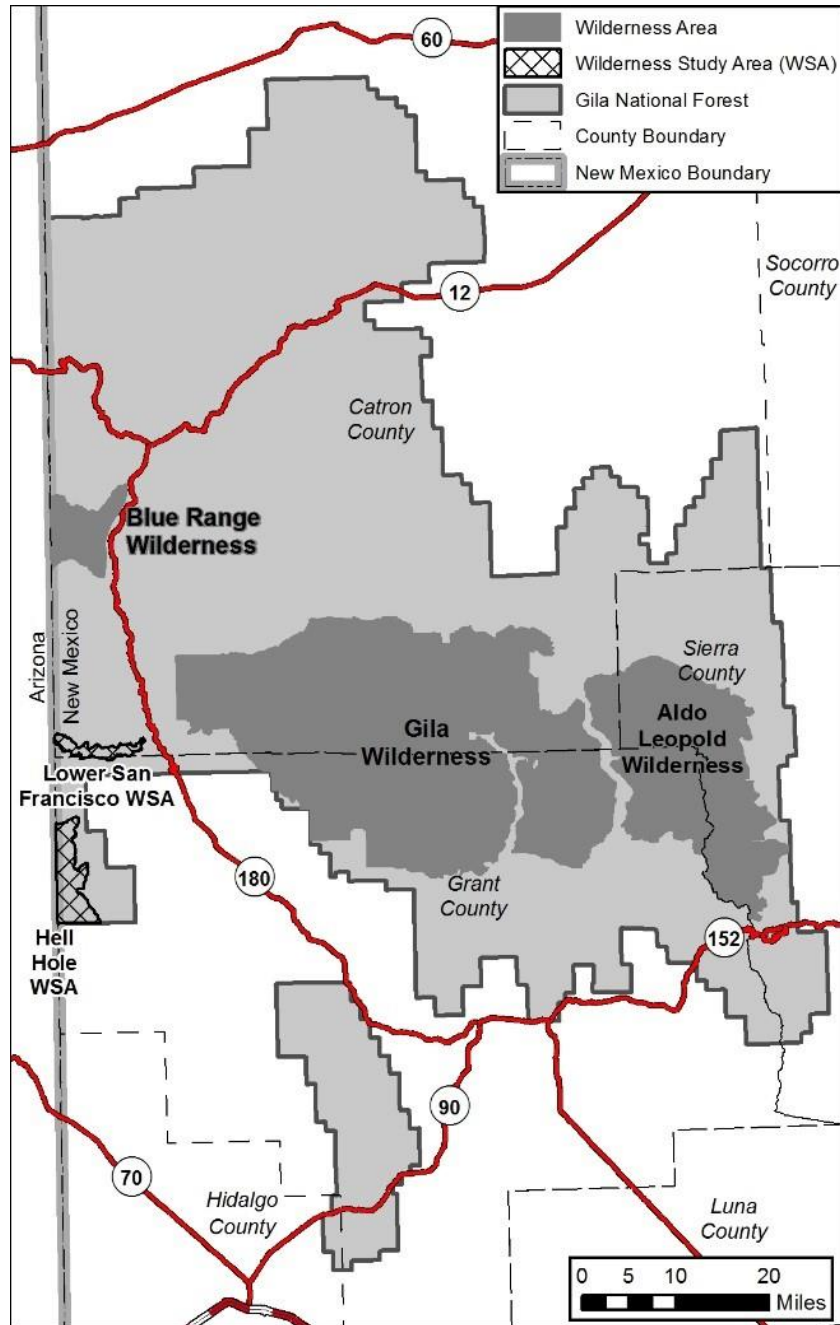 60
Wilderness Area
Wilderness Study Area (WSA)
Gila National Forest
County Boundary
New Mexico Boundary
Socorro
County
12
Catron
County
Blue Range
Wilderness
Arizona
New Mexico
Sierra
County
Gila
Wilderness
Aldo
Leopold
Wilderness
Lower San
Francisco WSA
180
Grant
County
Hell
Hole
WSA
152
90
70
Hidalgo
County
Luna
County
0 5 10 20
Miles